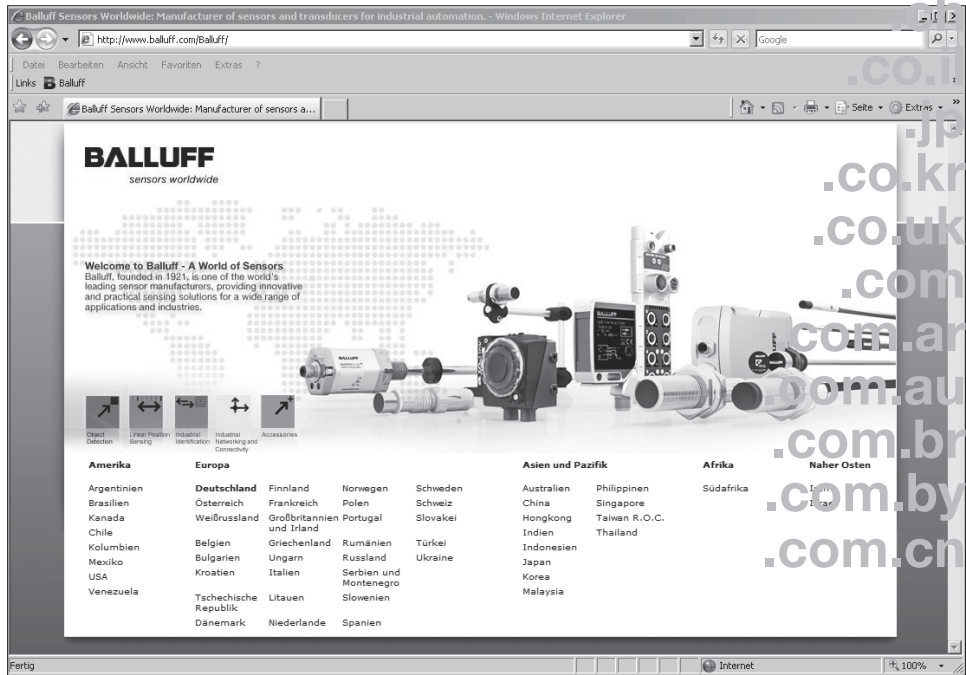 Balluff Sensors Worldwide: Manufacturer of sensors and transducers for industrial automation. - Windows Internet Explorer
http://www.balluff.com/Balluff/
Google
Datei Bearbeiten Ansicht Favoriten Extras ?
Links Balluff
Balluff Sensors Worldwide: Manufacturer of sensors a...
Seite Extras
BALLUFF
sensors worldwide
Welcome to Balluff - A World of Sensors
Balluff, founded in 1921, is one of the world's
leading sensor manufacturers, providing innovative
and practical sensing solutions for a wide range of
applications and industries.
BALLUFF
BALLUFF
BALLUFF
Object
Detection
Linear Position
Sensing
Industrial
Identification
Industrial
Networking and
Connectivity
Accessories
Amerika
Argentinien
Brasilien
Kanada
Chile
Kolumbien
Mexiko
USA
Venezuela
Europa
Deutschland Finnland Norwegen Schweden
Österreich Frankreich Polen Schweiz
Weißrussland Großbritannien Portugal Slovakei
und Irland
Belgien Griechenland Rumänien Türkei
Bulgarien Ungarn Russland Ukraine
Kroatien Italien Serbien und
Montenegro
Tschechische Litauen Slowenien
Republik
Dänemark Niederlande Spanien
Asien und Pazifik
Australien Philippinen
China Singapore
Hongkong Taiwan R.O.C.
Indien Thailand
Indonesien
Japan
Korea
Malaysia
Afrika
Südafrika
Naher Osten
.ch
.co.il
.jp
.co.kr
.co.uk
.com
.com.ar
.com.au
.com.br
.com.by
.com.cn
Fertig
Internet
100%